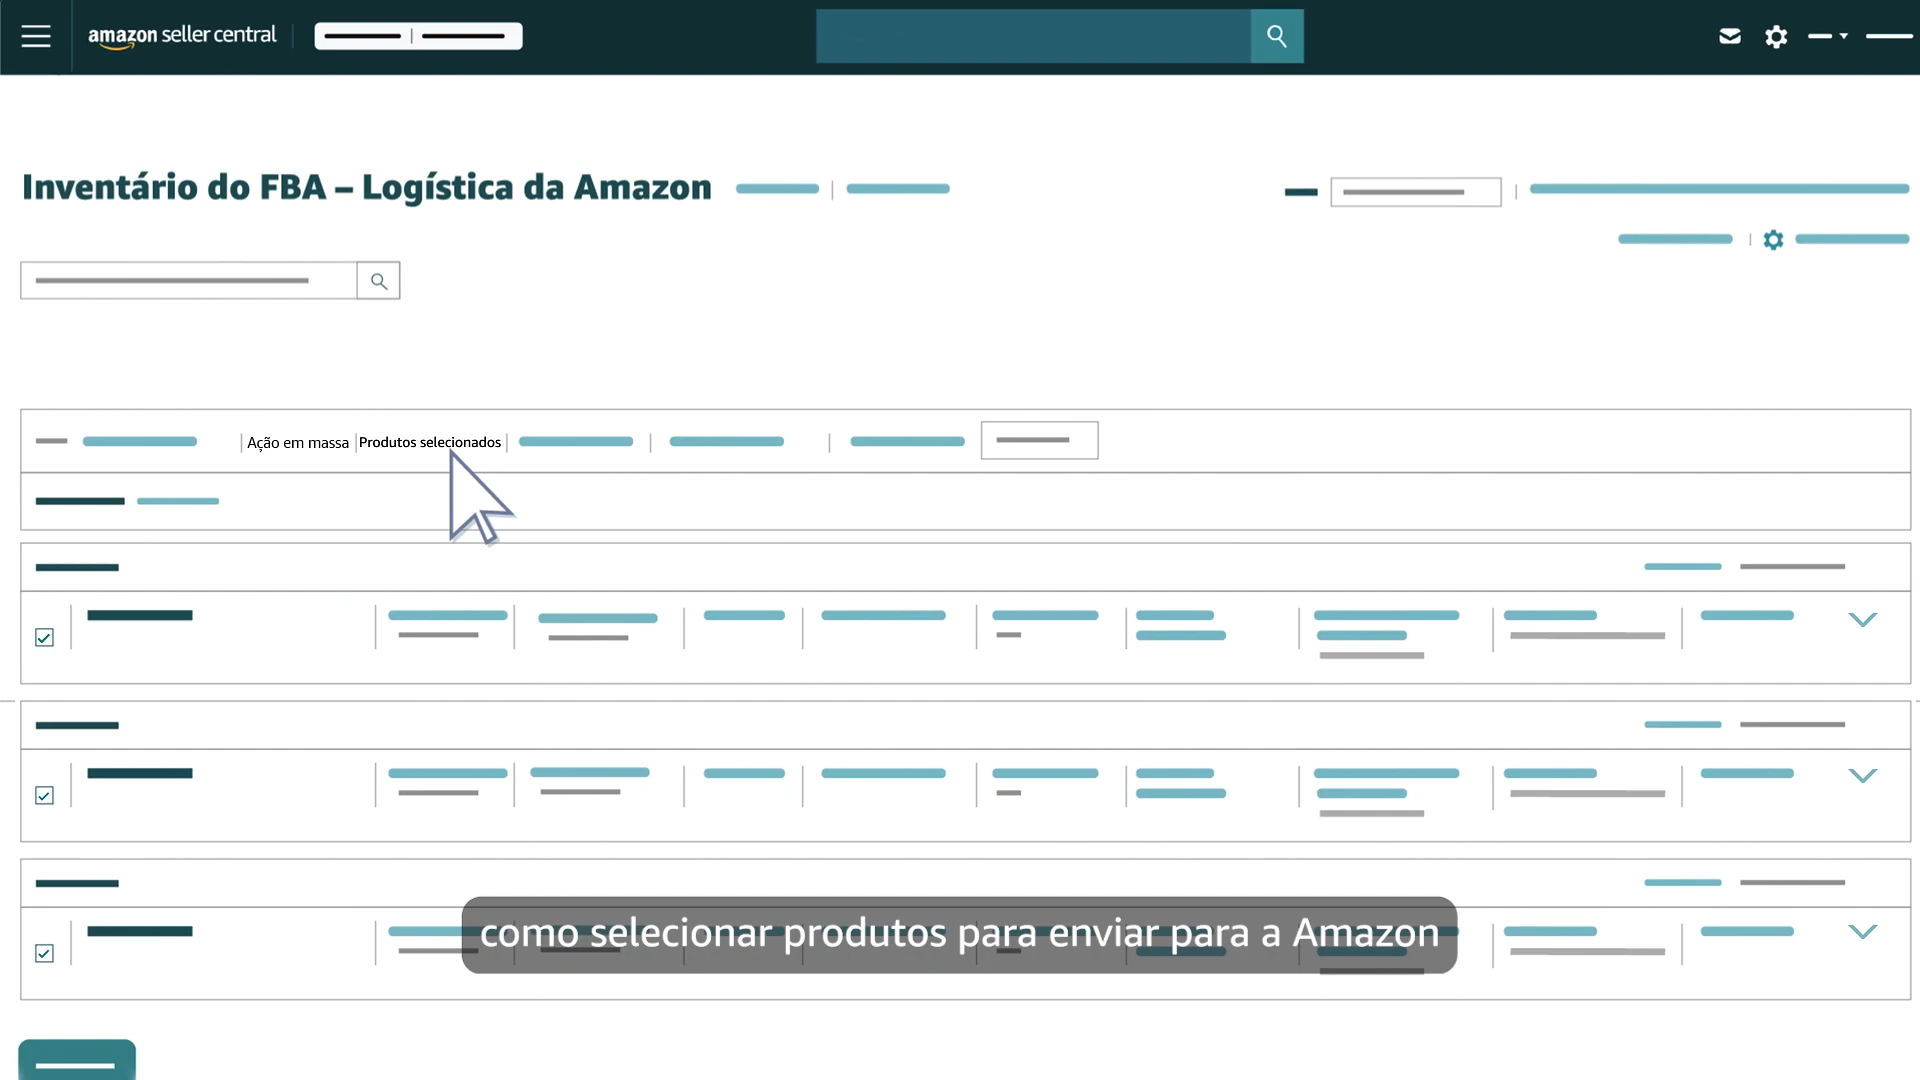 amazon seller central
Inventário do FBA – Logística da Amazon
Ação em massa
Produtos selecionados
como selecionar produtos para enviar para a Amazon